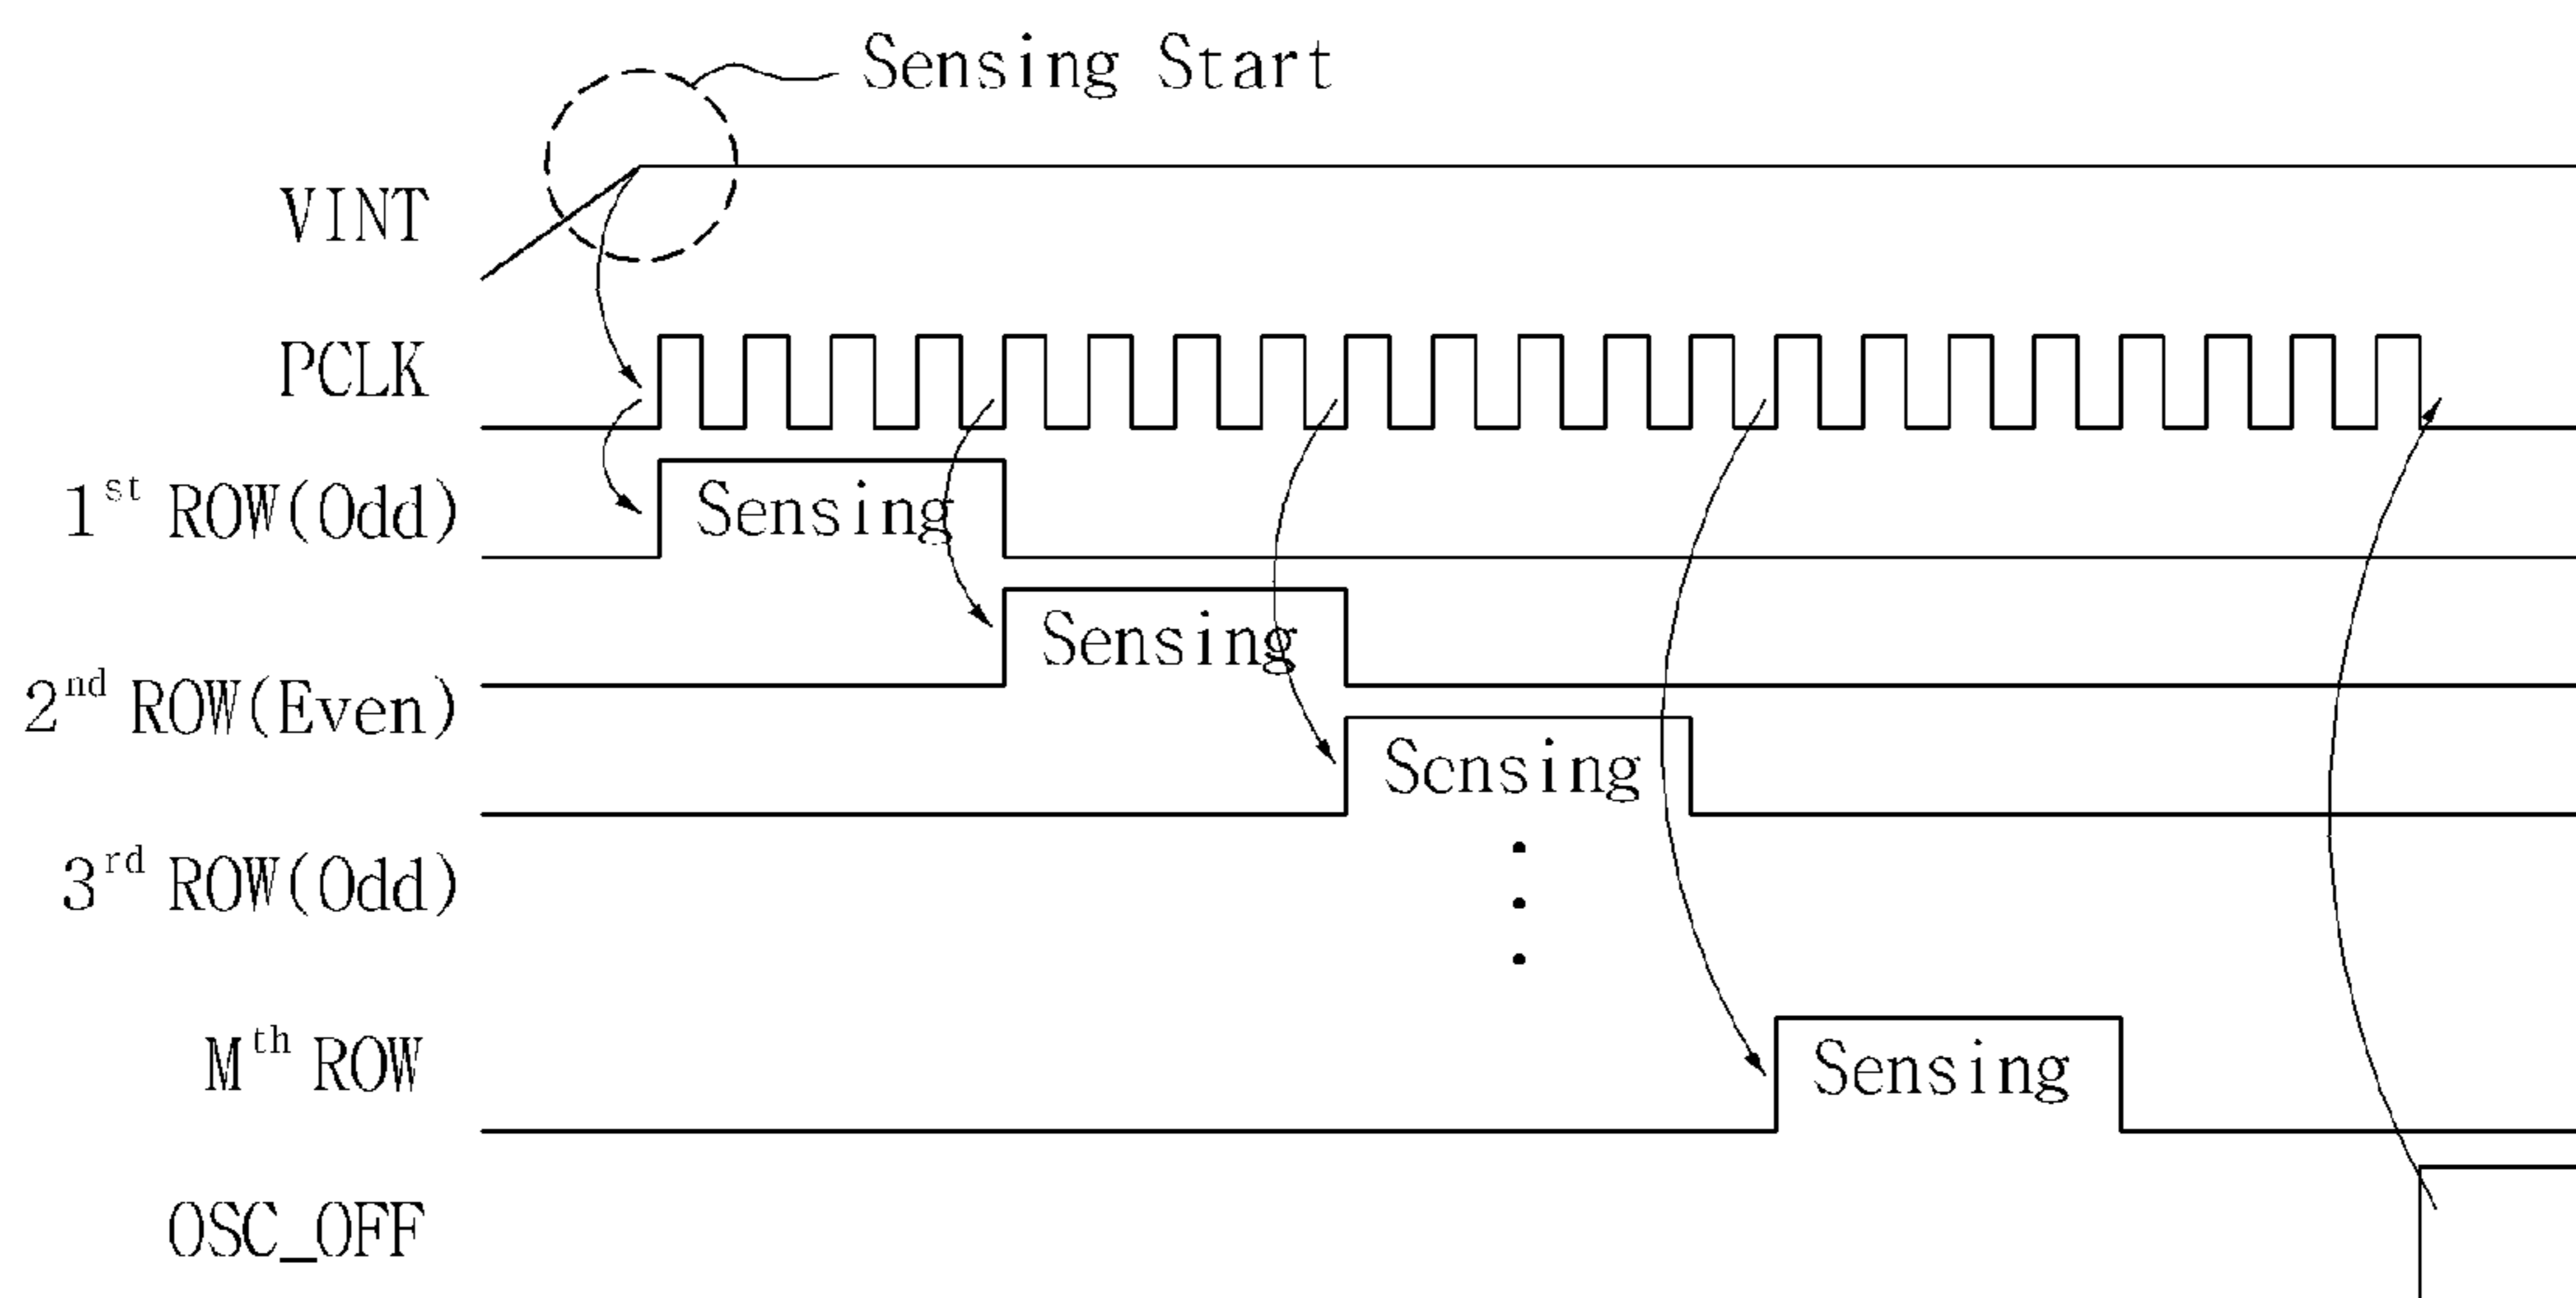 Sensing Start
VINT
PCLK
1st ROW(Odd)
Sensing
Sensing
2nd ROW(Even)
Scnsing
3rd ROW(Odd)
Mth ROW
Sensing
OSC_OFF